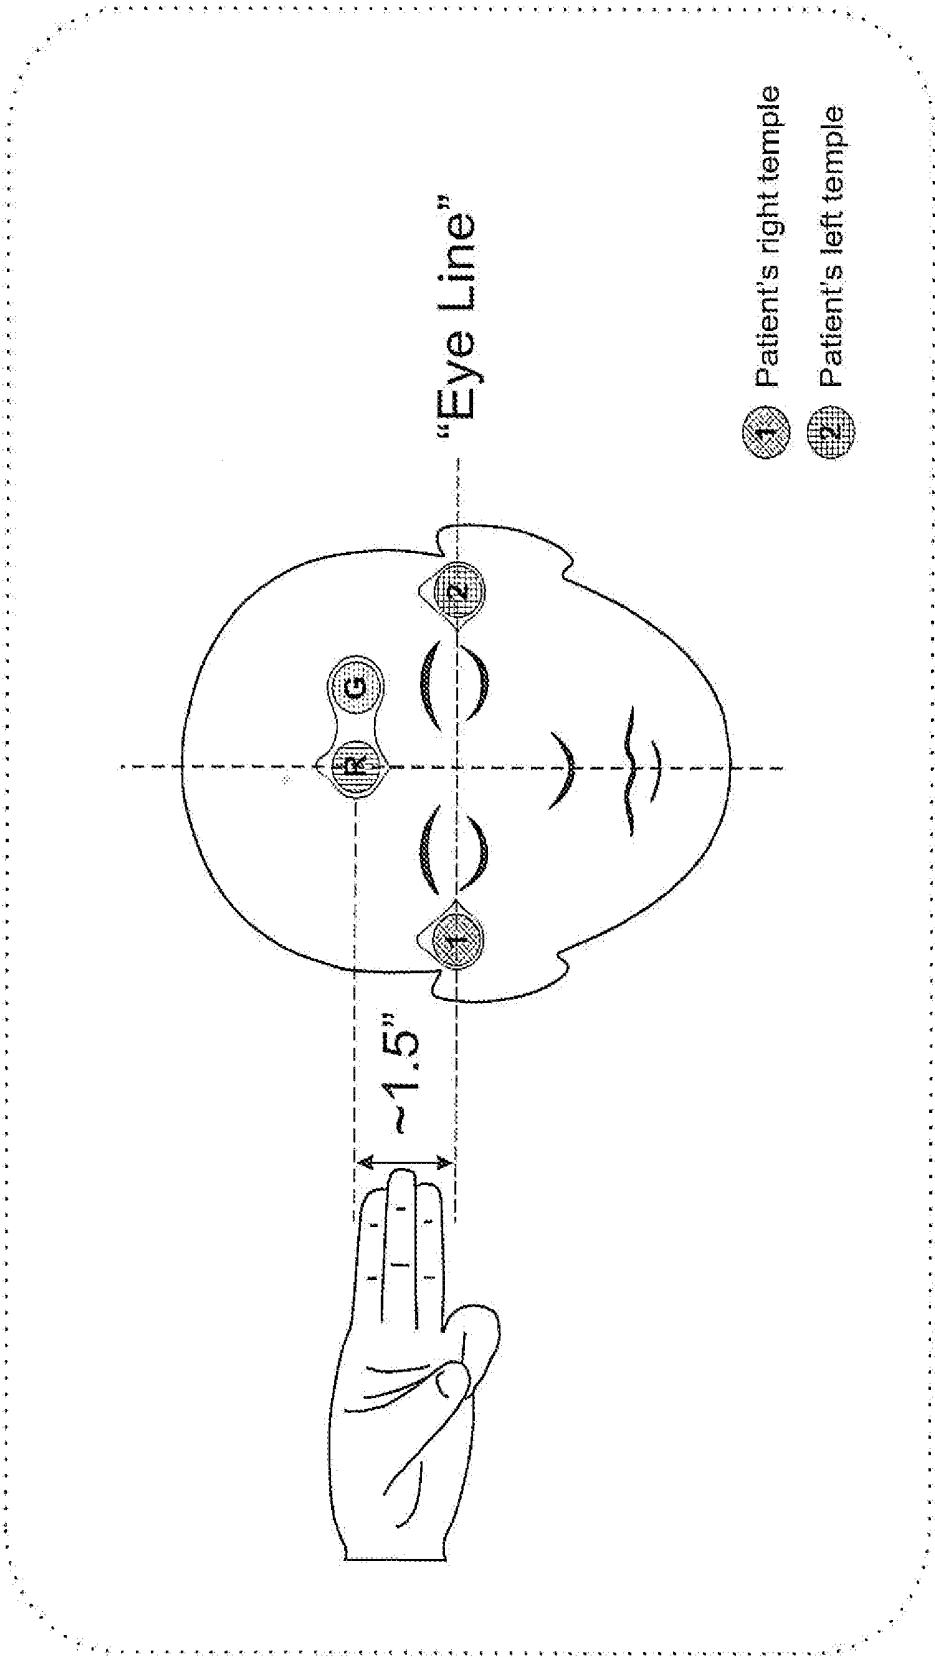 ~1.5”
R
G
1
2
“Eye Line”
1 Patient's right temple
2 Patient's left temple